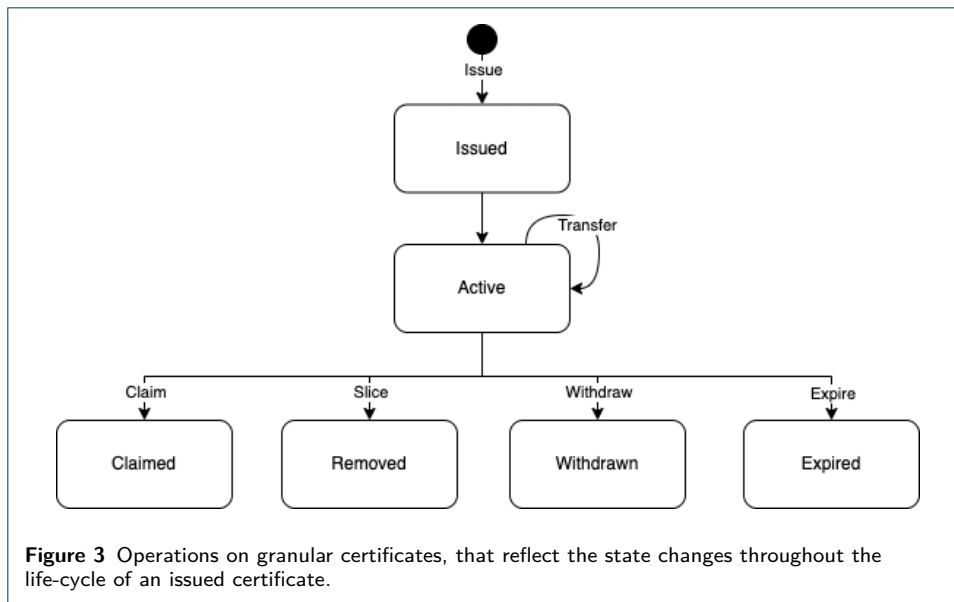 Issue
Issued
Transfer
Active
Claim Slice Withdraw Expire
Claimed Removed Withdrawn Expired
Figure 3 Operations on granular certificates, that reflect the state changes throughout the
life-cycle of an issued certificate.